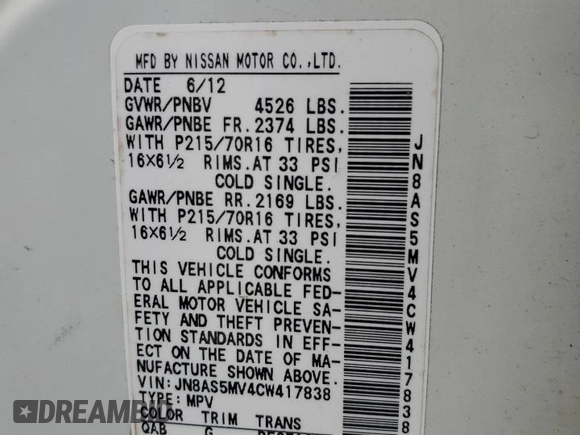 MFD BY NISSAN MOTOR CO.,LTD.
DATE 6/12
GVWR/PNBV 4526 LBS.
GAWR/PNBE FR.2374 LBS.
WITH P215/70R16 TIRES,
16X6½ RIMS.AT 33 PSI
COLD SINGLE.
GAWR/PNBE RR.2169 LBS.
WITH P215/70R16 TIRES,
16X6½ RIMS.AT 33 PSI
COLD SINGLE.
THIS VEHICLE CONFORMS
TO ALL APPLICABLE FED-
ERAL MOTOR VEHICLE SA-
FETY AND THEFT PREVEN-
TION STANDARDS IN EFF-
ECT ON THE DATE OF MA-
NUFACTURE SHOWN ABOVE.
VIN:JN8AS5MV4CW417838
TYPE:MPV
COLOR TRIM TRANS
QAB G
JN8AS5MV4CW417838
DREAMBID.COM